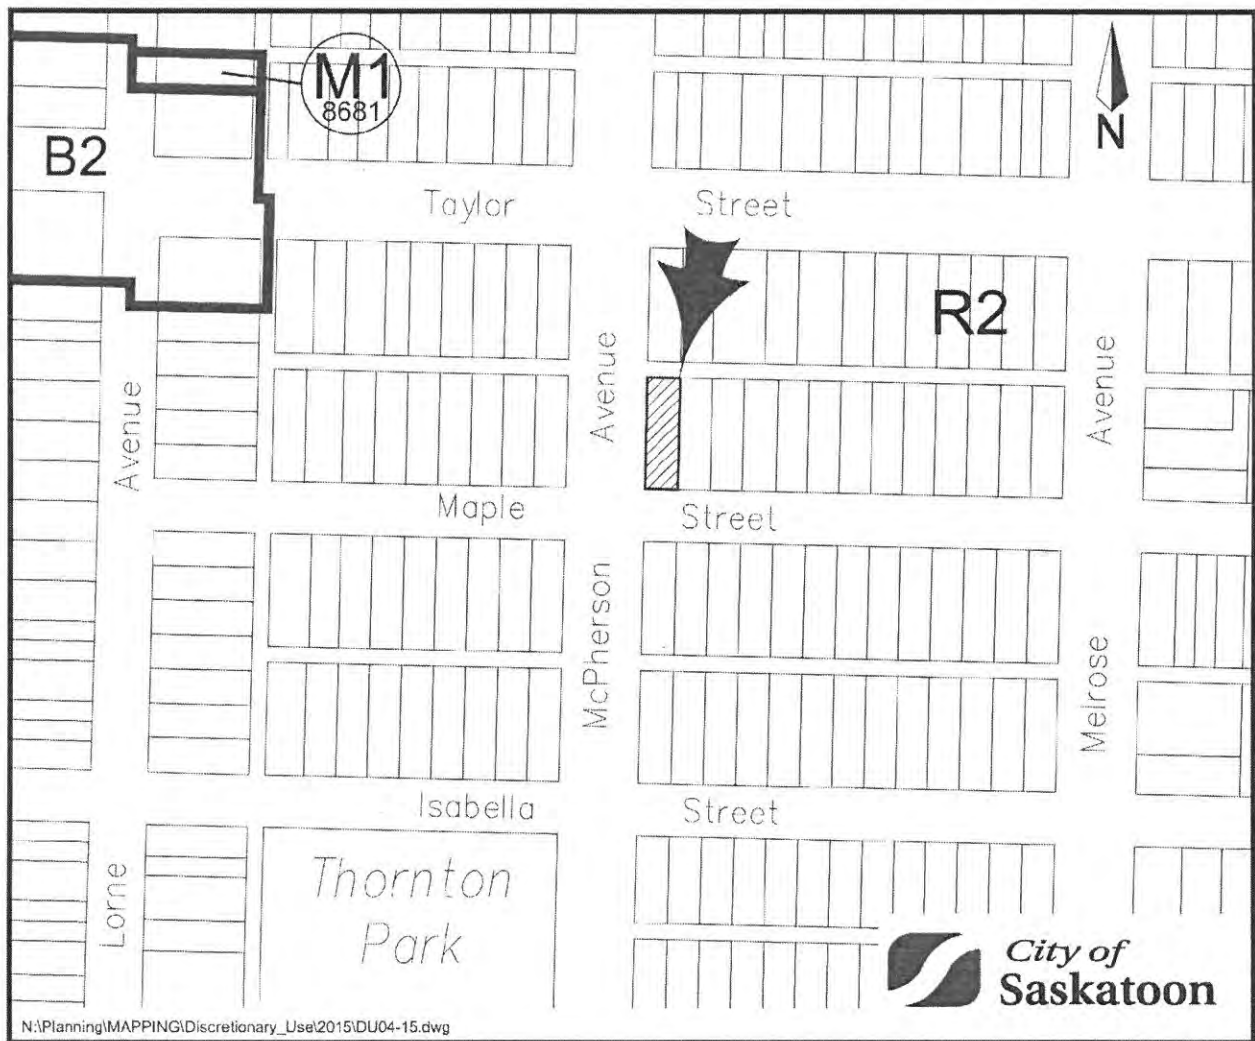 M1
8681
N
B2
Taylor Street
R2
Avenue
Avenue
Avenue
Maple Street
McPherson
Melrose
Isabella Street
Thornton
Park
Lorne
City of
Saskatoon
N:\Planning\MAPPING\Discretionary_Use\2015\DU04-15.dwg